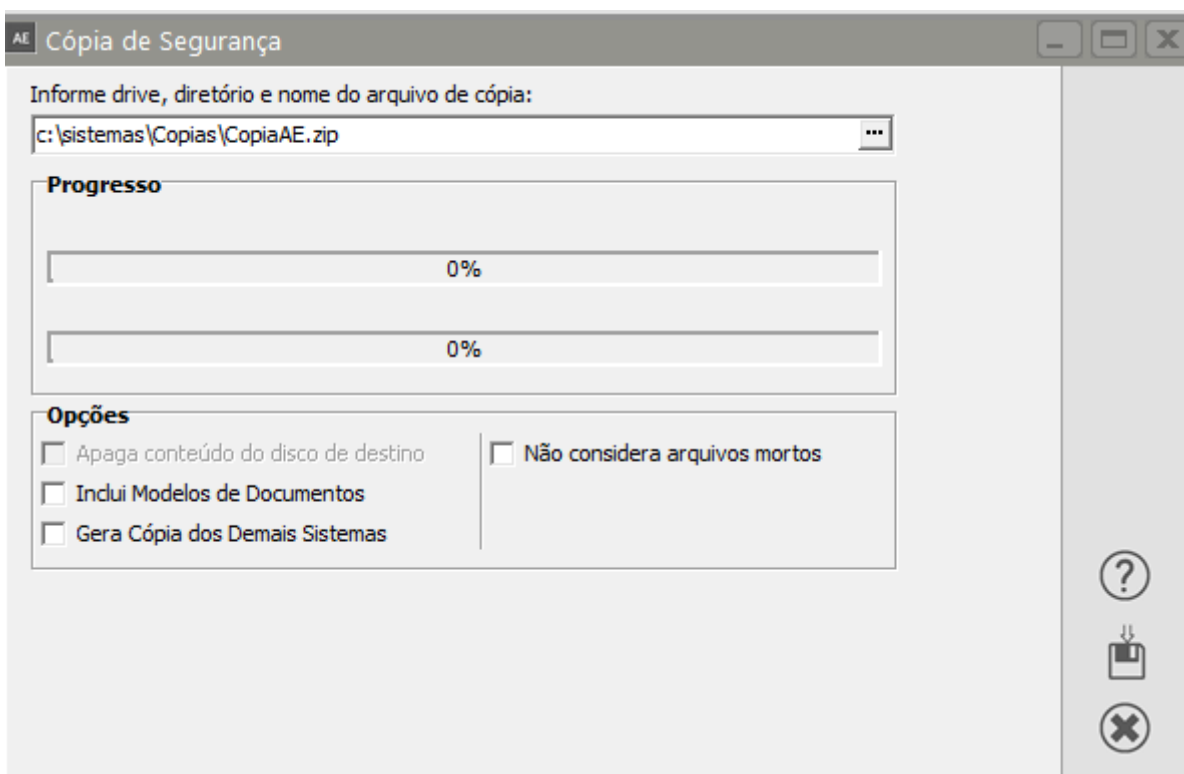 AE Cópia de Segurança
Informe drive, diretório e nome do arquivo de cópia:
c:\sistemas\Copias\CopiaAE.zip ...
Progresso
0%
0%
Opções
Apaga conteúdo do disco de destino
Não considera arquivos mortos
Inclui Modelos de Documentos
Gera Cópia dos Demais Sistemas
?